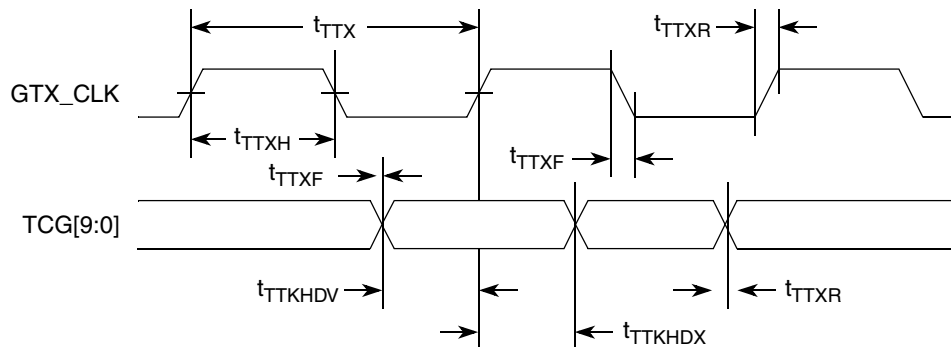 tTTX
tTTXR
GTX_CLK
tTTXH
tTTXF
tTTXF
TCG[9:0]
tTTKHDV
tTTXR
tTTKHDX